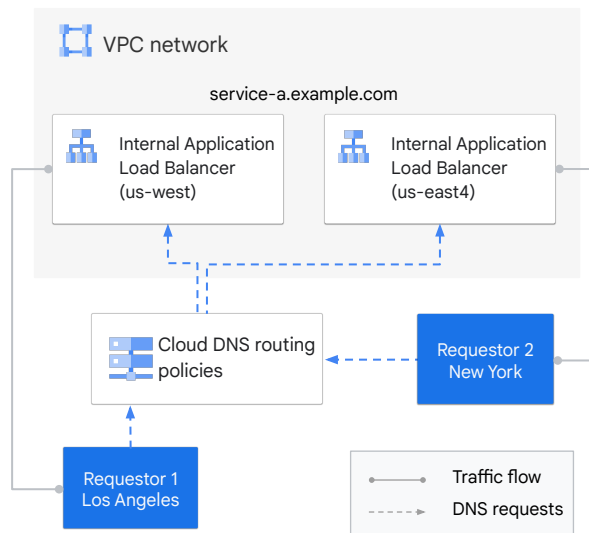 VPC network
service-a.example.com
Internal Application
Load Balancer
(us-west)
Internal Application
Load Balancer
(us-east4)
Cloud DNS routing
policies
Requestor 2
New York
Requestor 1
Los Angeles
Traffic flow
DNS requests